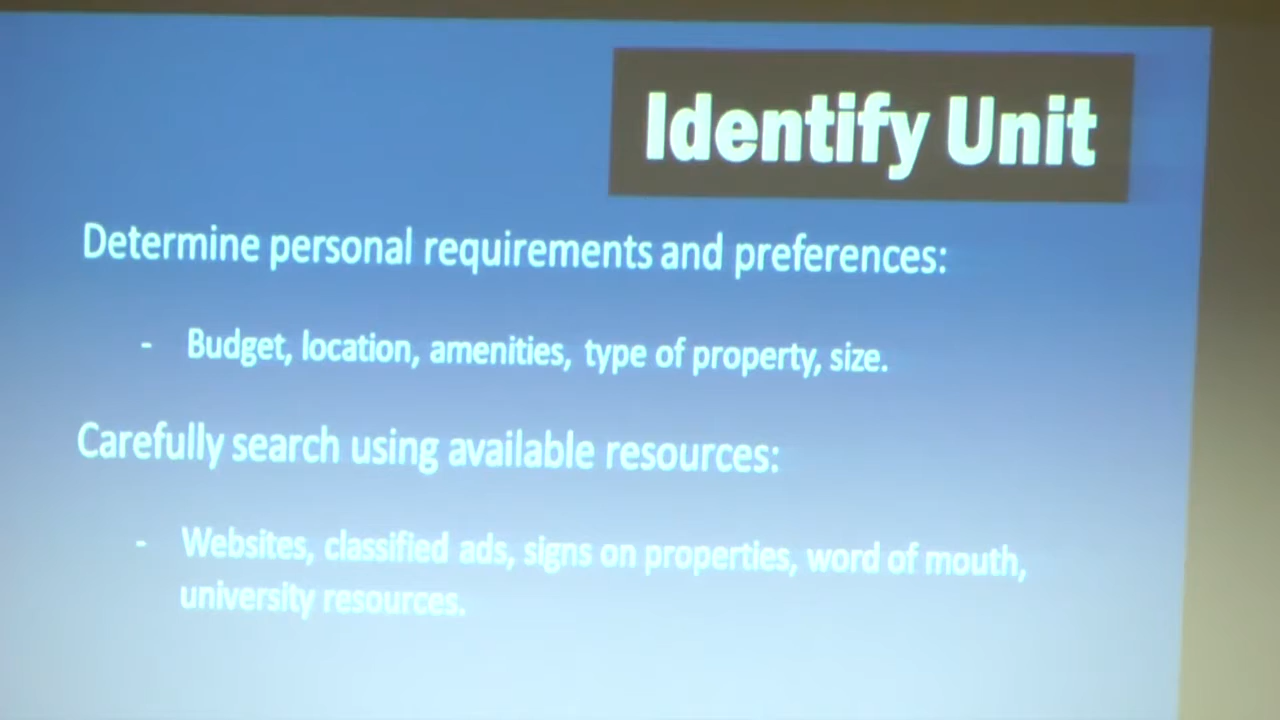 Identify Unit
Determine personal requirements and preferences:
- Budget, location, amenities, type of property, size.
Carefully search using available resources:
- Websites, classified ads, signs on properties, word of mouth,
university resources.